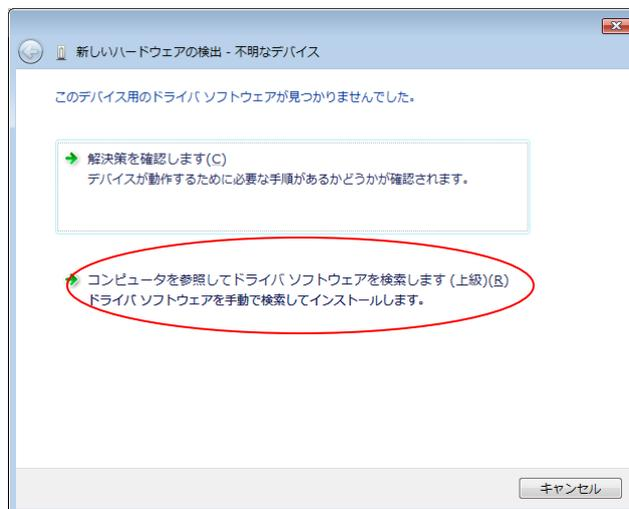 新しいハードウェアの検出 - 不明なデバイス
このデバイス用のドライバ ソフトウェアが見つかりませんでした。
解決策を確認します(C)
デバイスが動作するために必要な手順があるかどうかが確認されます。
コンピュータを参照してドライバ ソフトウェアを検索します (上級)(R)
ドライバ ソフトウェアを手動で検索してインストールします。
キャンセル